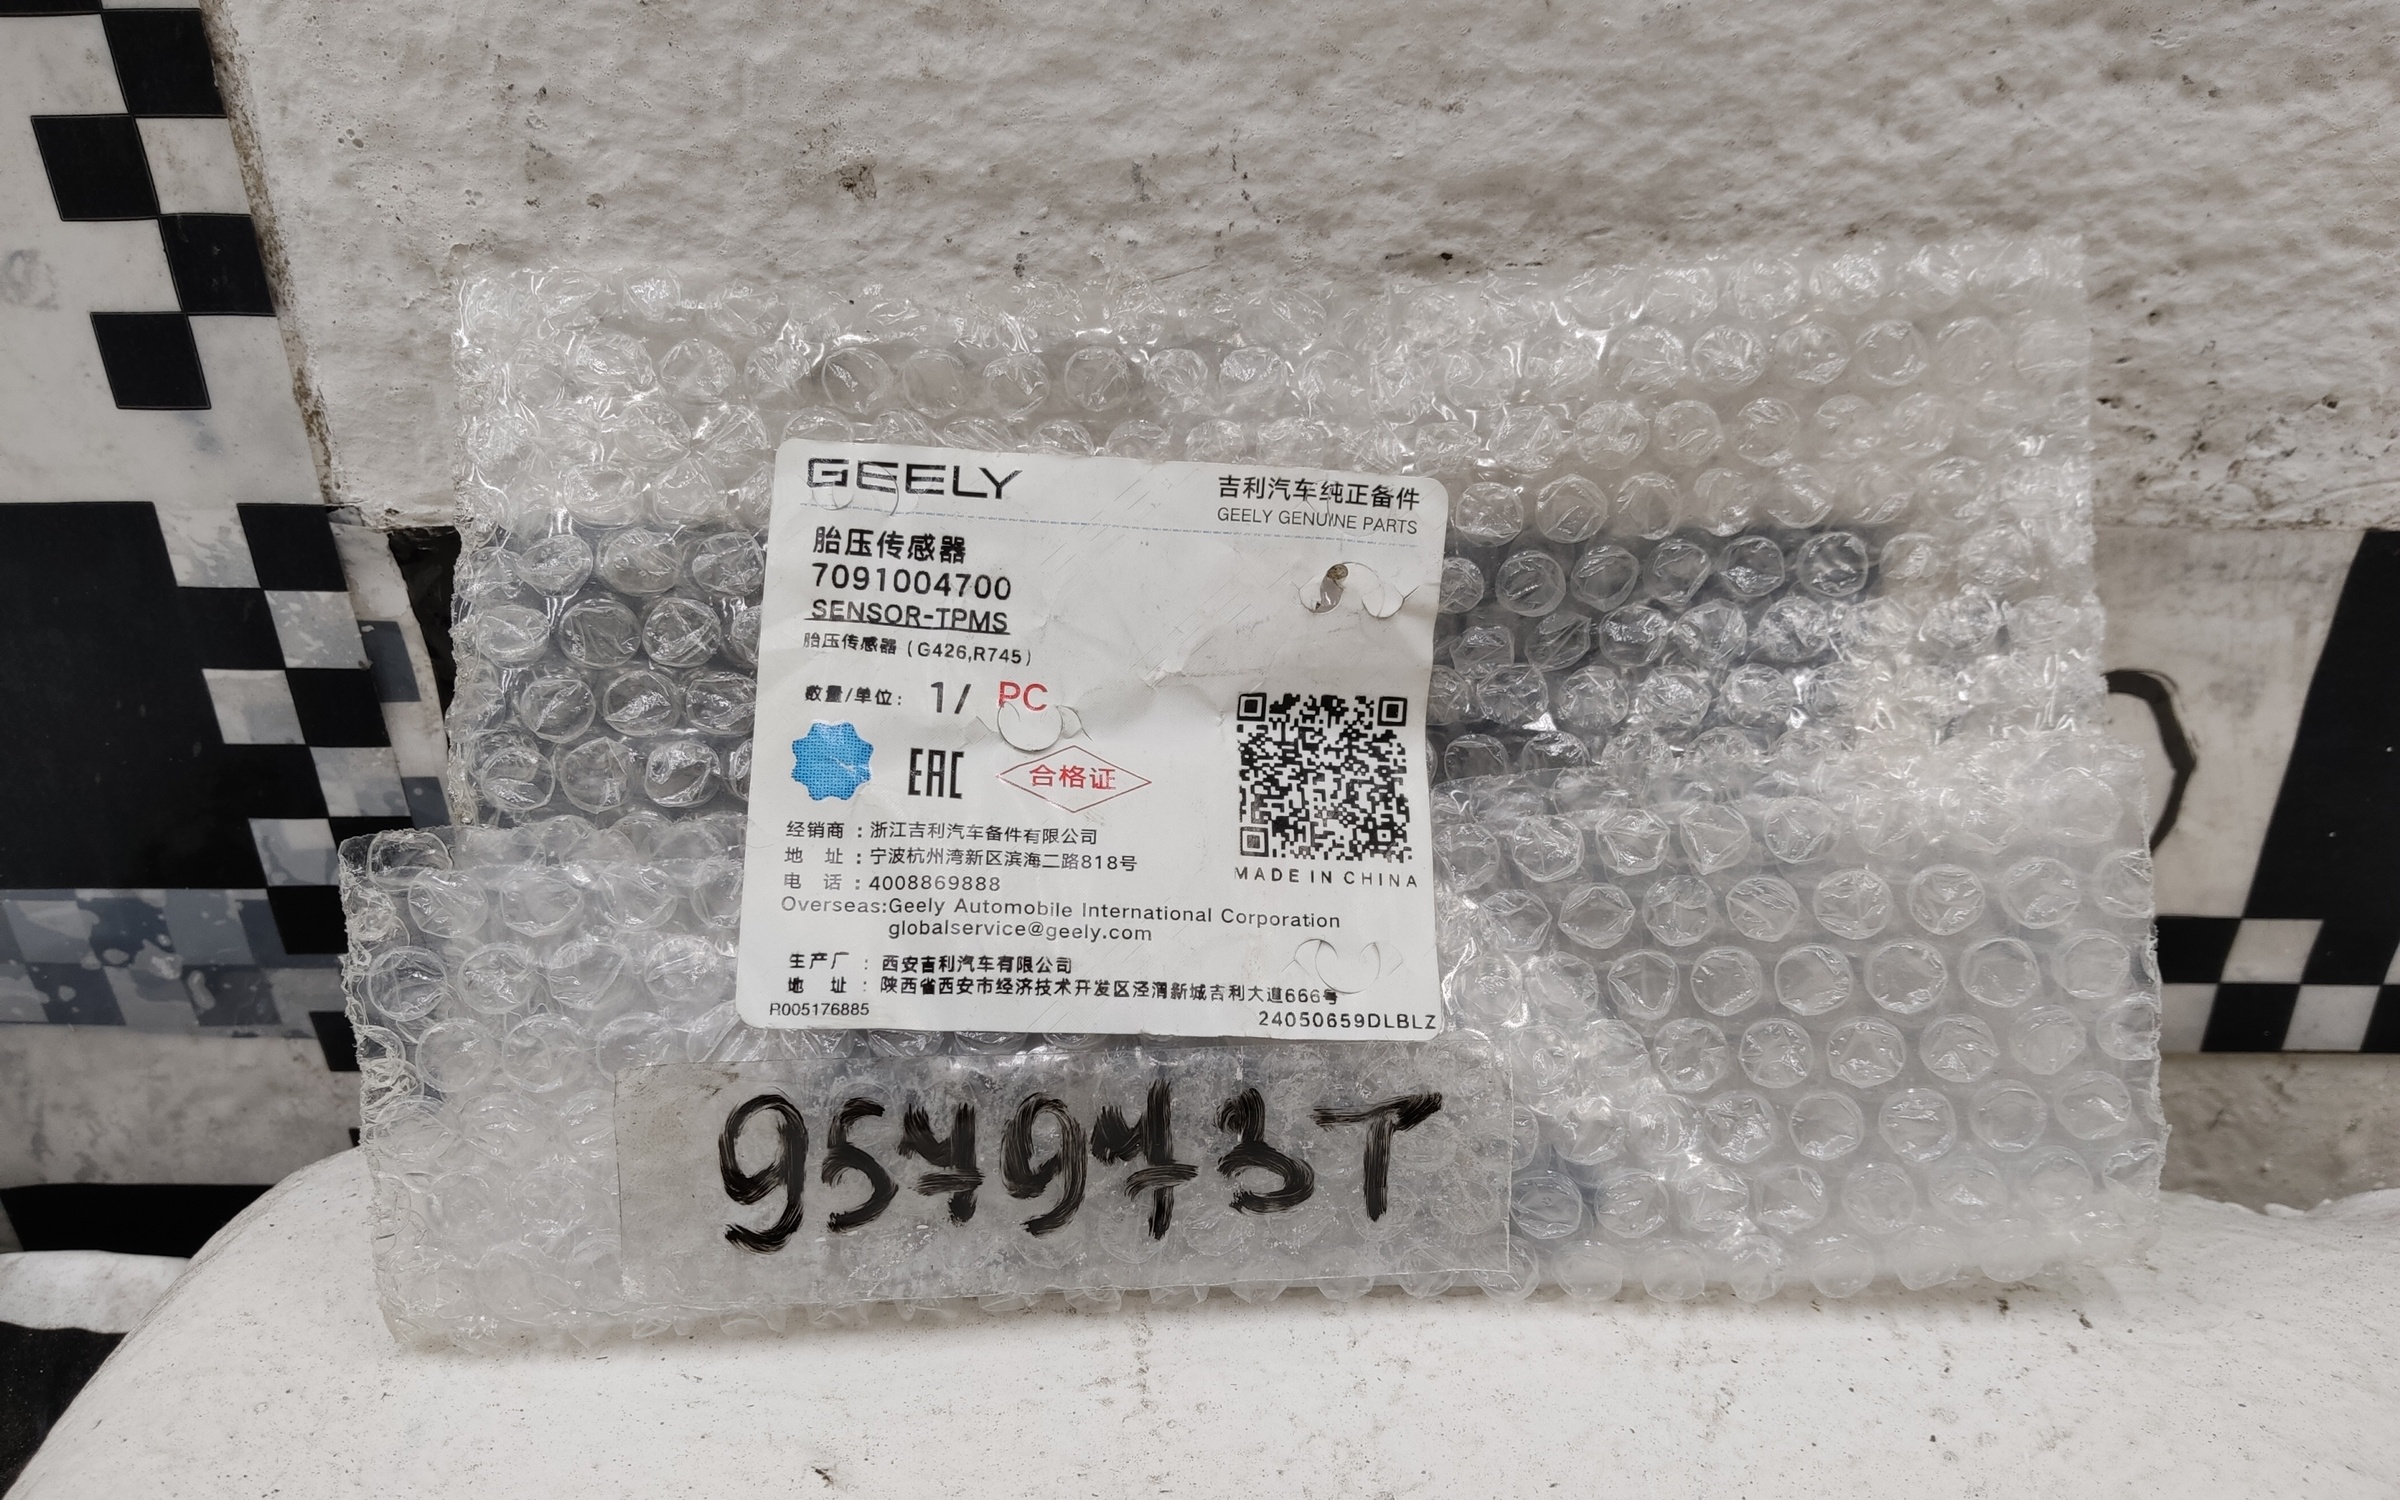 GEELY
吉利汽车纯正备件
GEELY GENUINE PARTS
胎压传感器
7091004700
SENSOR-TPMS
胎压传感器 (G426,R745)
数量/单位: 1/ PC
EAC
合格证
MADE IN CHINA
经销商 : 浙江吉利汽车备件有限公司
地 址 : 宁波杭州湾新区滨海二路818号
电 话 : 4008869888
Overseas:Geely Automobile International Corporation
globalservice@geely.com
生产厂 : 西安吉利汽车有限公司
地 址 : 陕西省西安市经济技术开发区泾渭新城吉利大道666号
R005176885
24050659DLBLZ
954943T